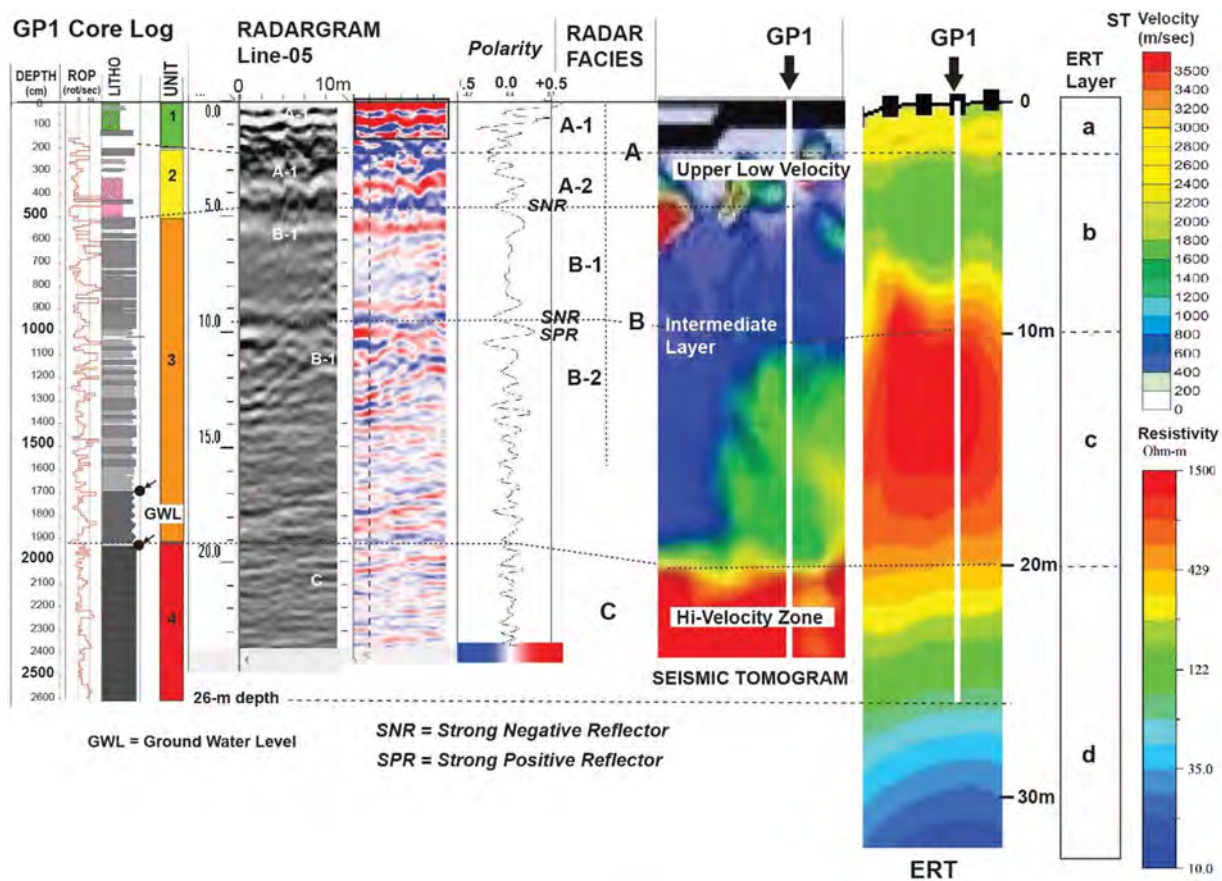 GP1 Core Log
RADARGRAM
Line-05
Polarity
RADAR
FACIES
GP1
GP1
ST Velocity
(m/sec)
ERT
Layer
DEPTH
(cm)
ROP
(rot/sec)
LITHO
UNIT
0
10m
.5
0.0
+0.5
0
100
200
300
400
500
600
700
800
900
1000
1100
1200
1300
1400
1500
1600
1700
1800
1900
2000
2100
2200
2300
2400
2500
2600
GWL
1
2
3
4
0.0
5.0
10.0
15.0
20.0
A-1
B-1
B-1
C
SNR
SNR
SPR
A-1
A
A-2
B-1
B
B-2
C
Upper Low Velocity
Intermediate
Layer
Hi-Velocity Zone
SEISMIC TOMOGRAM
0
10m
20m
30m
ERT
a
b
c
d
3500
3400
3200
3000
2800
2600
2400
2200
2000
1800
1600
1400
1200
1000
800
600
400
200
0
Resistivity
Ohm-m
1500
429
122
35.0
10.0
26-m depth
GWL = Ground Water Level
SNR = Strong Negative Reflector
SPR = Strong Positive Reflector